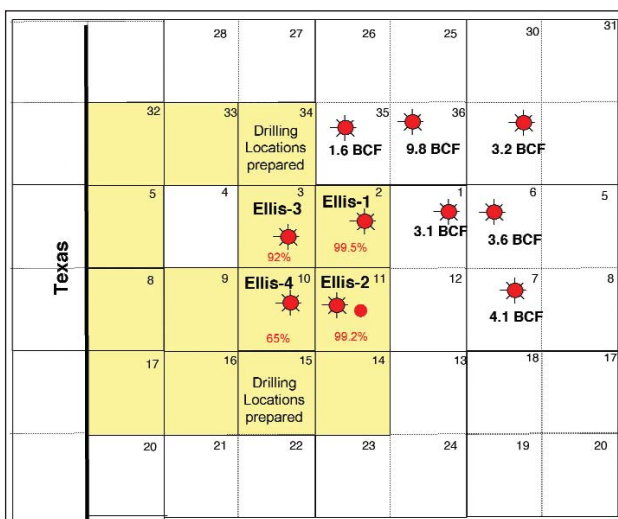 28 27 26 25 30 31
32 33 34 35 36
Drilling
Locations
prepared
1.6 BCF 9.8 BCF 3.2 BCF
5 4 3 2 1 6 5
Ellis-3 Ellis-1
92% 99.5% 3.1 BCF 3.6 BCF
Texas
8 9 10 11 12 7 8
Ellis-4 Ellis-2
65% 99.2% 4.1 BCF
17 16 15 14 13 18 17
Drilling
Locations
prepared
20 21 22 23 24 19 20